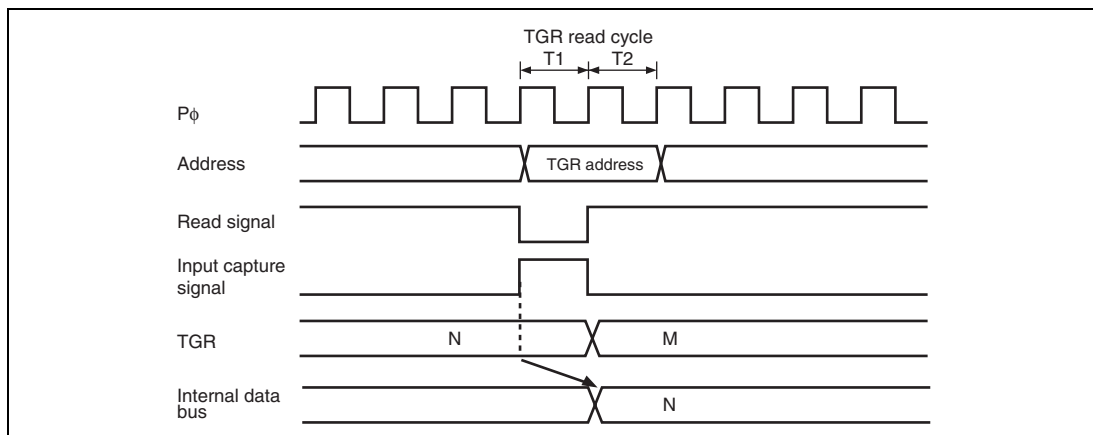 TGR read cycle
T1 T2
Pϕ
Address
TGR address
Read signal
Input capture
signal
TGR
N M
Internal data
bus
N